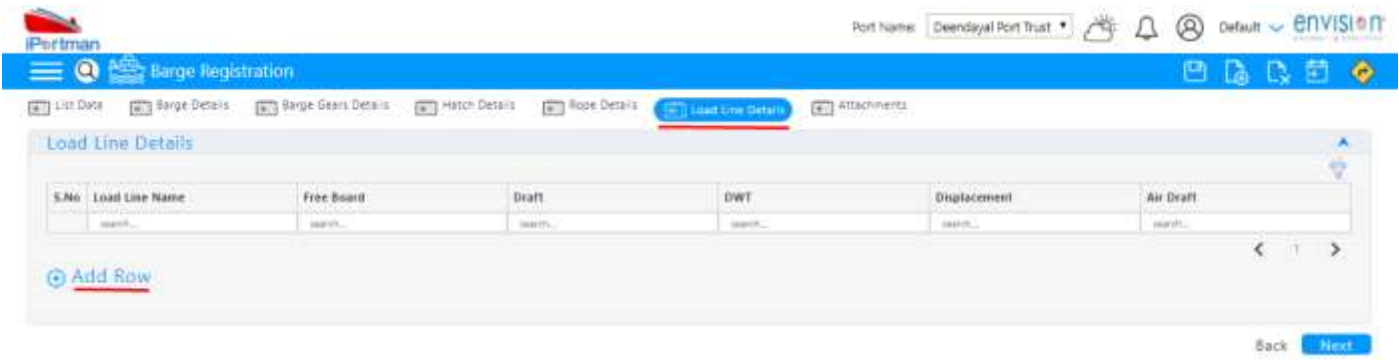 iPortman
Port Name: Deendayal Port Trust Default envision
Barge Registration
List Data Barge Details Barge Gears Details Hatch Details Rope Details Load Line Details Attachments
Load Line Details
S.No Load Line Name Free Board Draft DWT Displacement Air Draft
search... search... search... search... search... search...
1
Add Row
Back Next